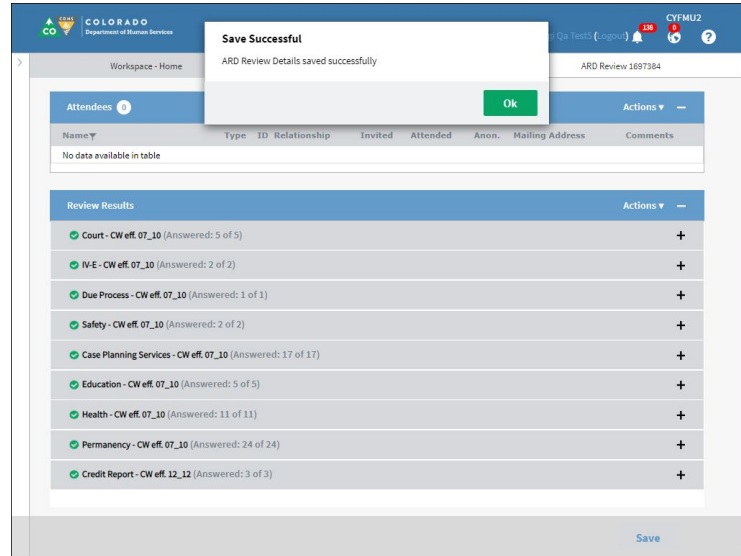 CYFMU2
CO
CDHS
COLORADO
Department of Human Services
Qa Test5 (Logout)
138
0
?
Save Successful
ARD Review Details saved successfully
Ok
>
Workspace - Home
ARD Review 1697384
Attendees 0
Actions ▾ —
Name
Type ID Relationship Invited Attended Anon. Mailing Address Comments
No data available in table
Review Results
Actions ▾ —
Court - CW eff. 07_10 (Answered: 5 of 5) +
IV-E - CW eff. 07_10 (Answered: 2 of 2) +
Due Process - CW eff. 07_10 (Answered: 1 of 1) +
Safety - CW eff. 07_10 (Answered: 2 of 2) +
Case Planning Services - CW eff. 07_10 (Answered: 17 of 17) +
Education - CW eff. 07_10 (Answered: 5 of 5) +
Health - CW eff. 07_10 (Answered: 11 of 11) +
Permanency - CW eff. 07_10 (Answered: 24 of 24) +
Credit Report - CW eff. 12_12 (Answered: 3 of 3) +
Save